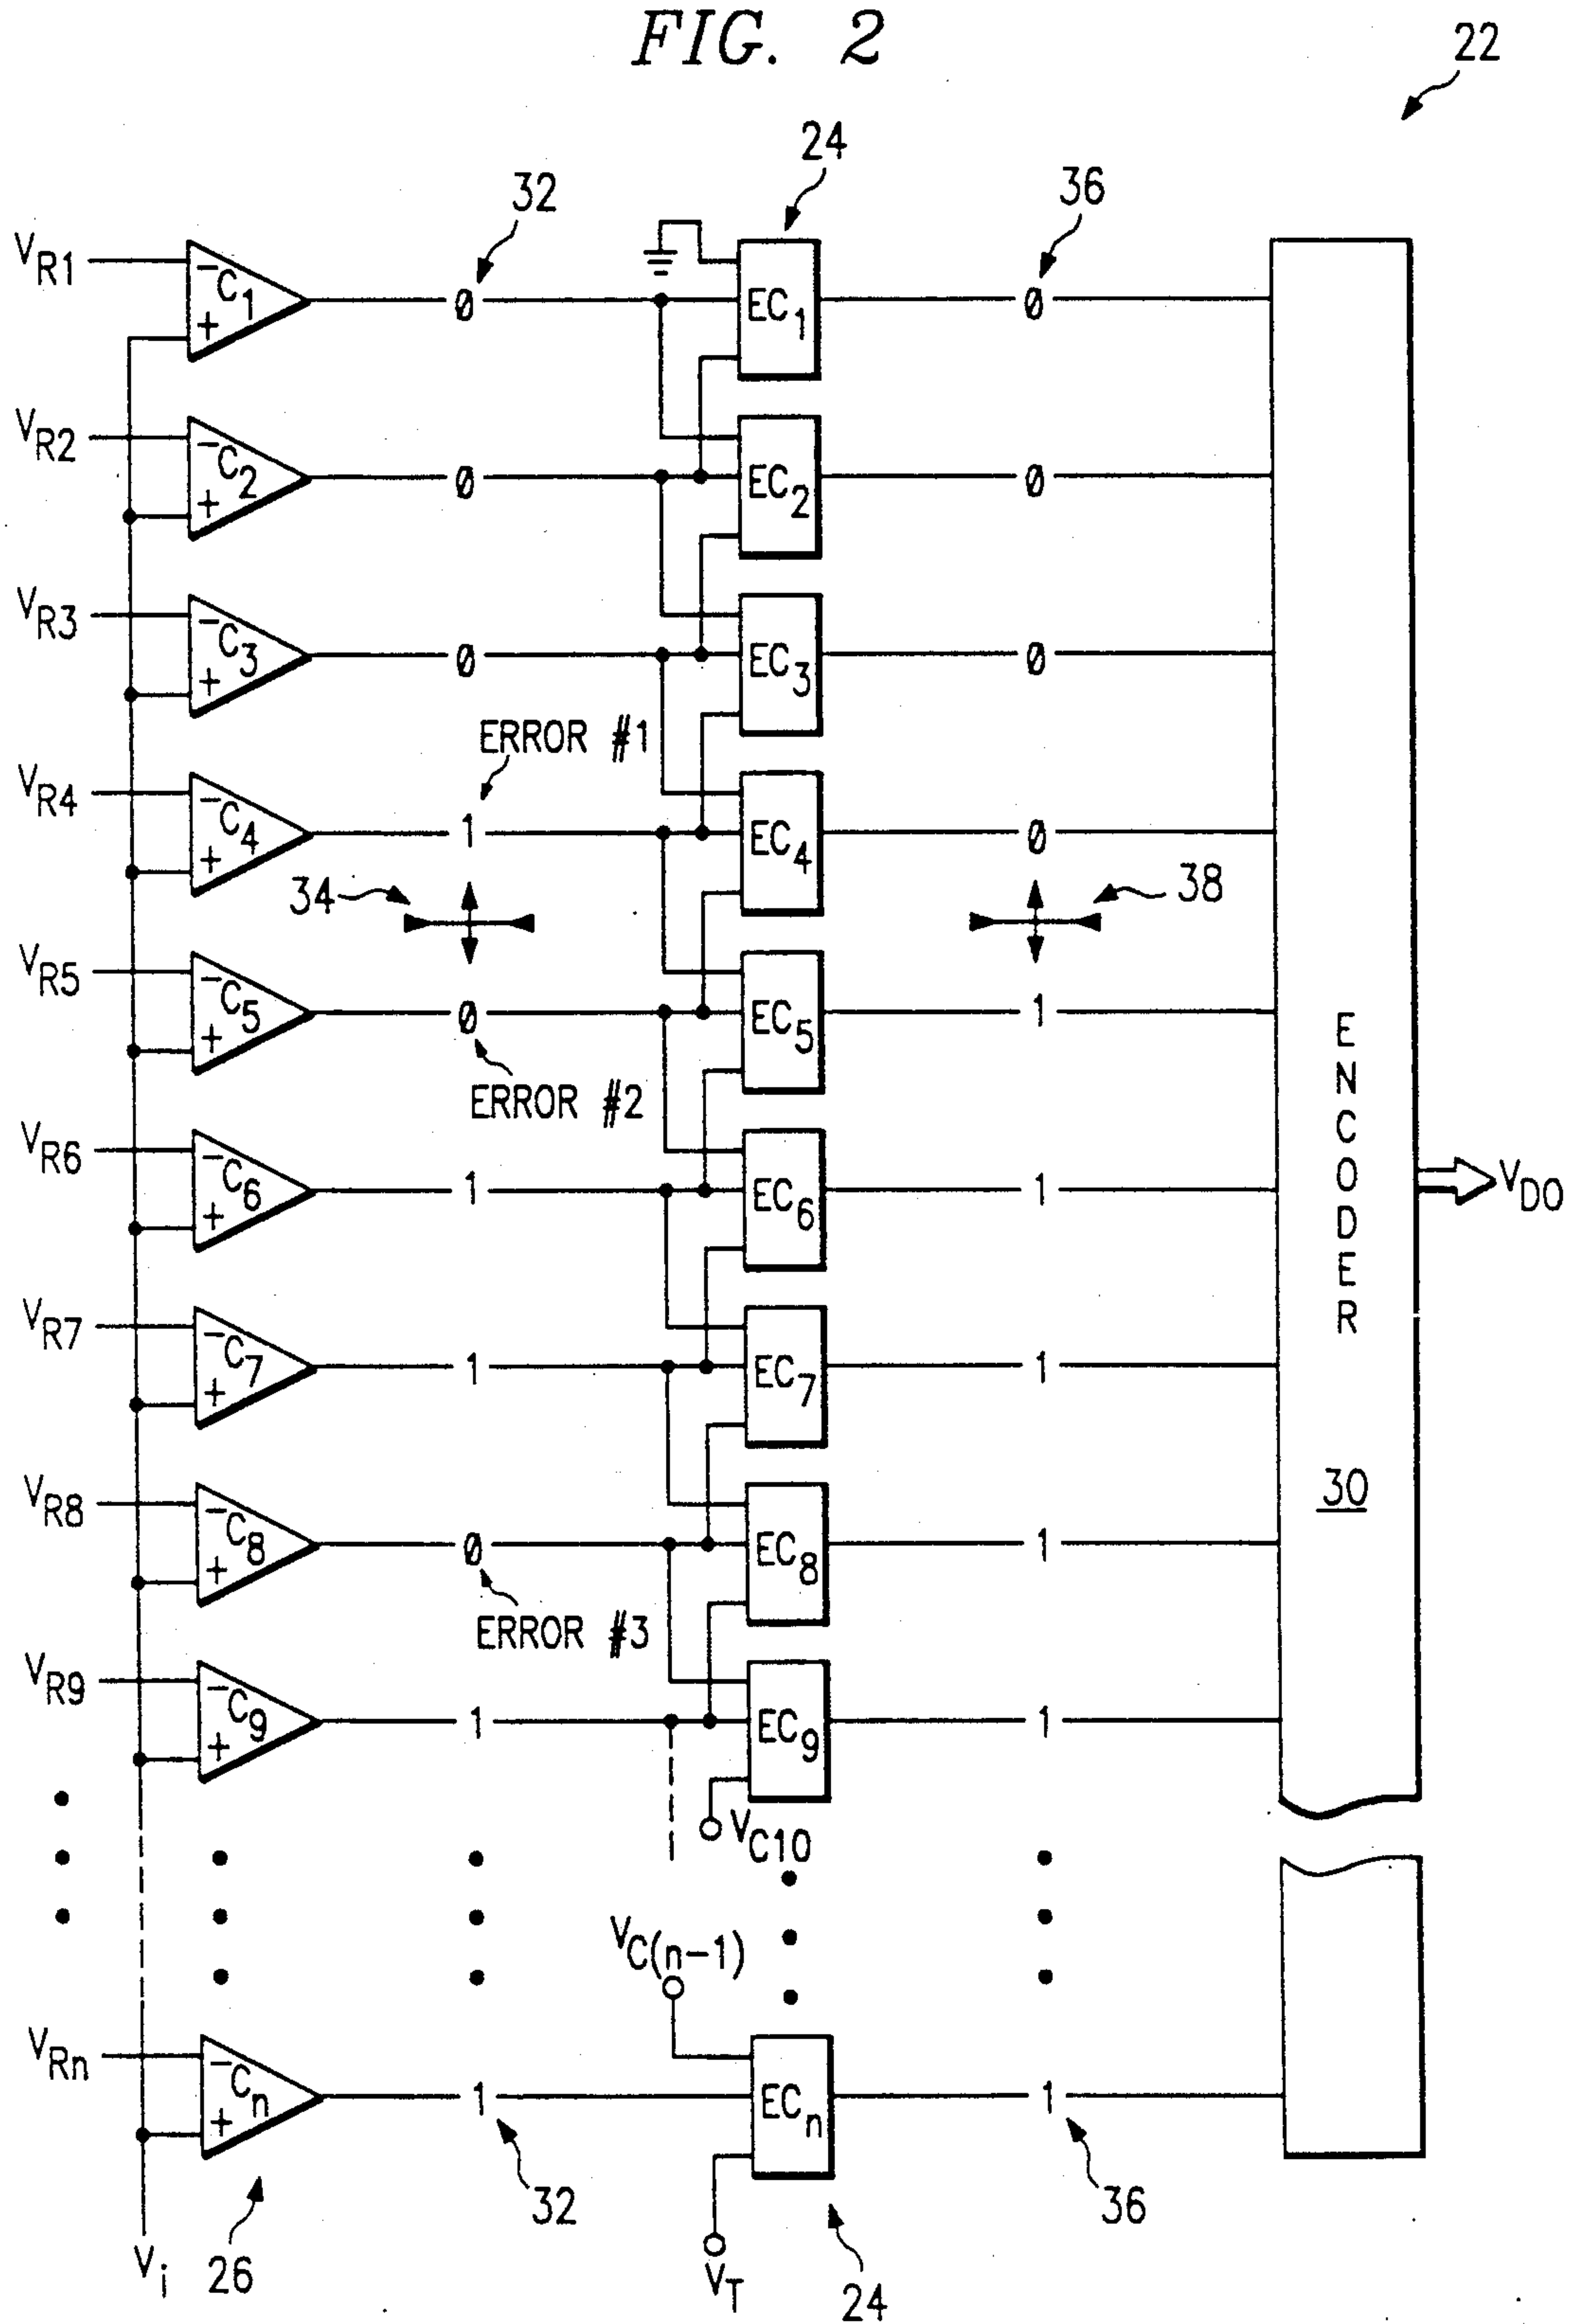 FIG. 2
22
24
32
36
VR1
− C1 +
0
EC1
0
VR2
− C2 +
0
EC2
0
VR3
− C3 +
0
EC3
0
ERROR #1
VR4
− C4 +
1
EC4
0
34
38
VR5
− C5 +
0
EC5
1
ERROR #2
VR6
− C6 +
1
EC6
1
ENCODER
VDO
VR7
− C7 +
1
EC7
1
30
VR8
− C8 +
0
EC8
1
ERROR #3
VR9
− C9 +
1
EC9
1
VC10
VC(n-1)
VRn
− Cn +
1
ECn
1
32
36
Vi
26
VT
24